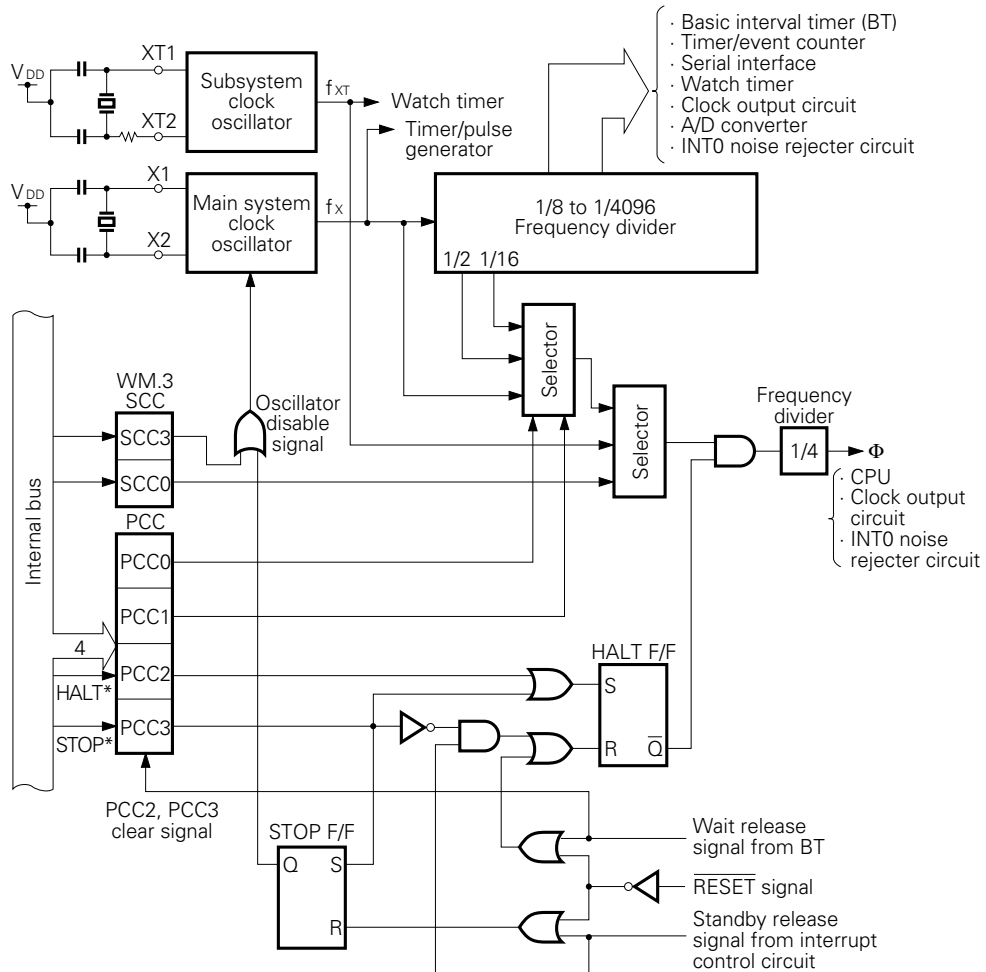 · Basic interval timer (BT)
· Timer/event counter
· Serial interface
· Watch timer
· Clock output circuit
· A/D converter
· INT0 noise rejecter circuit
VDD
XT1
XT2
Subsystem
clock
oscillator
fXT
Watch timer
Timer/pulse
generator
VDD
X1
X2
Main system
clock
oscillator
fX
1/8 to 1/4096
Frequency divider
1/2 1/16
Selector
Selector
Oscillator
disable
signal
WM.3
SCC
SCC3
SCC0
Frequency
divider
1/4
Φ
· CPU
· Clock output
circuit
· INT0 noise
rejecter circuit
Internal bus
PCC
PCC0
PCC1
PCC2
PCC3
4
HALT*
STOP*
HALT F/F
S
R
Q̅
PCC2, PCC3
clear signal
STOP F/F
Q
S
R
Wait release
signal from BT
R̅E̅S̅E̅T̅ signal
Standby release
signal from interrupt
control circuit